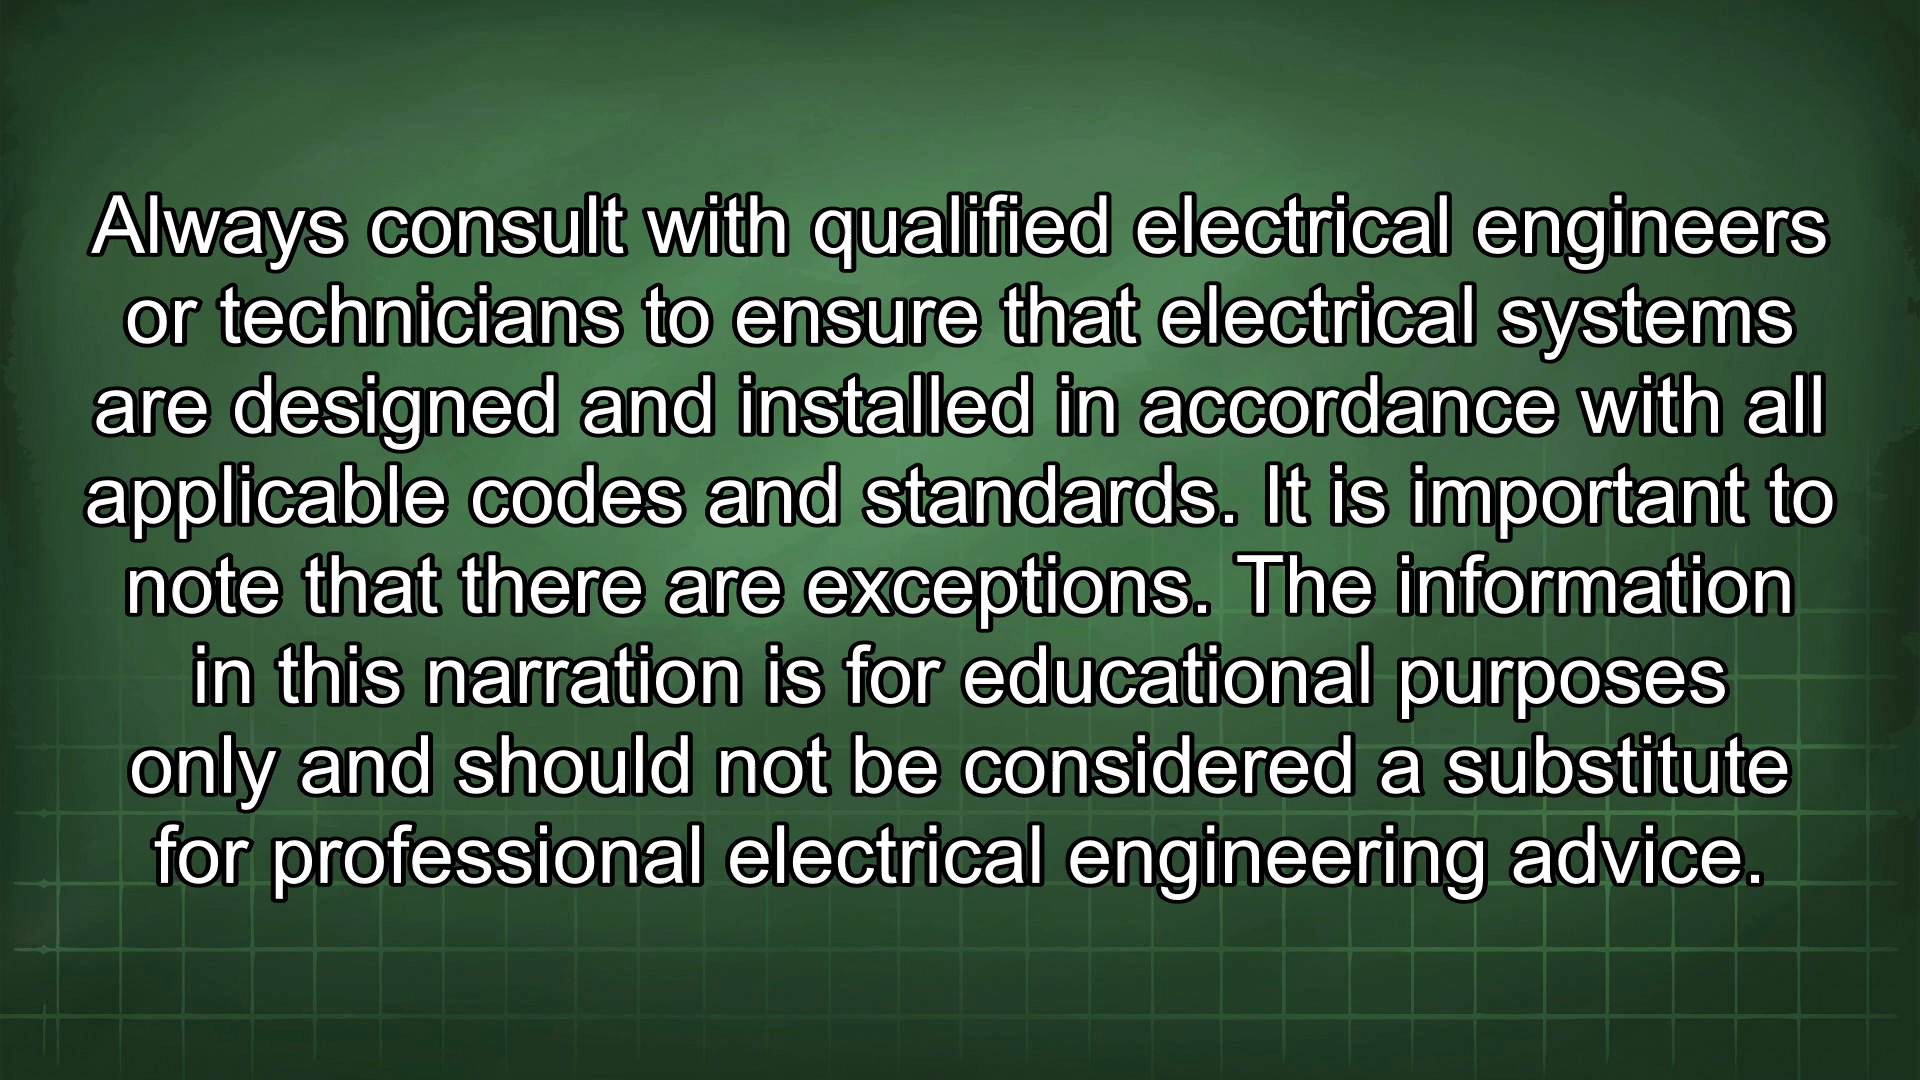 Always consult with qualified electrical engineers
or technicians to ensure that electrical systems
are designed and installed in accordance with all
applicable codes and standards. It is important to
note that there are exceptions. The information
in this narration is for educational purposes
only and should not be considered a substitute
for professional electrical engineering advice.